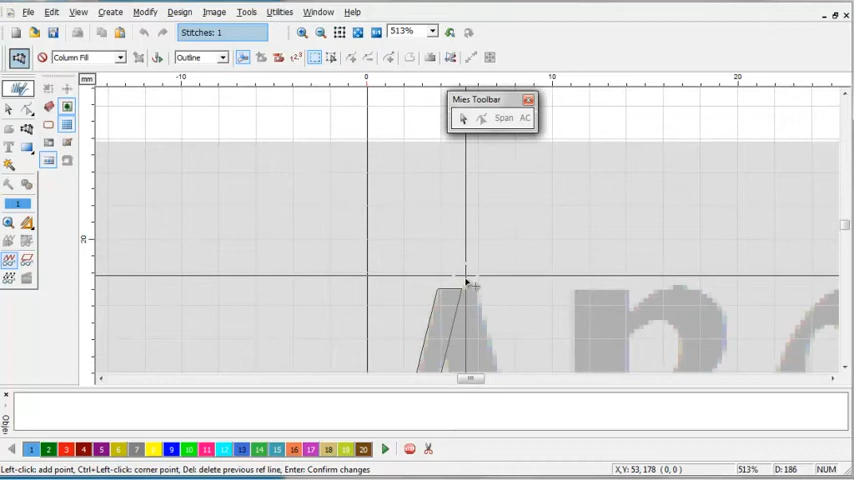 File Edit View Create Modify Design Image Tools Utilities Window Help
Stitches: 1
513%
Column Fill
Outline
mm
-10 0 10 20
Mies Toolbar
Span AC
1
20
Obje
1 2 3 4 5 6 7 8 9 10 11 12 13 14 15 16 17 18 19 20
Left-click: add point, Ctrl+Left-click: corner point, Del: delete previous ref line, Enter: Confirm changes
X,Y: 53, 178 ( 0, 0)
513%
D: 186
NUM